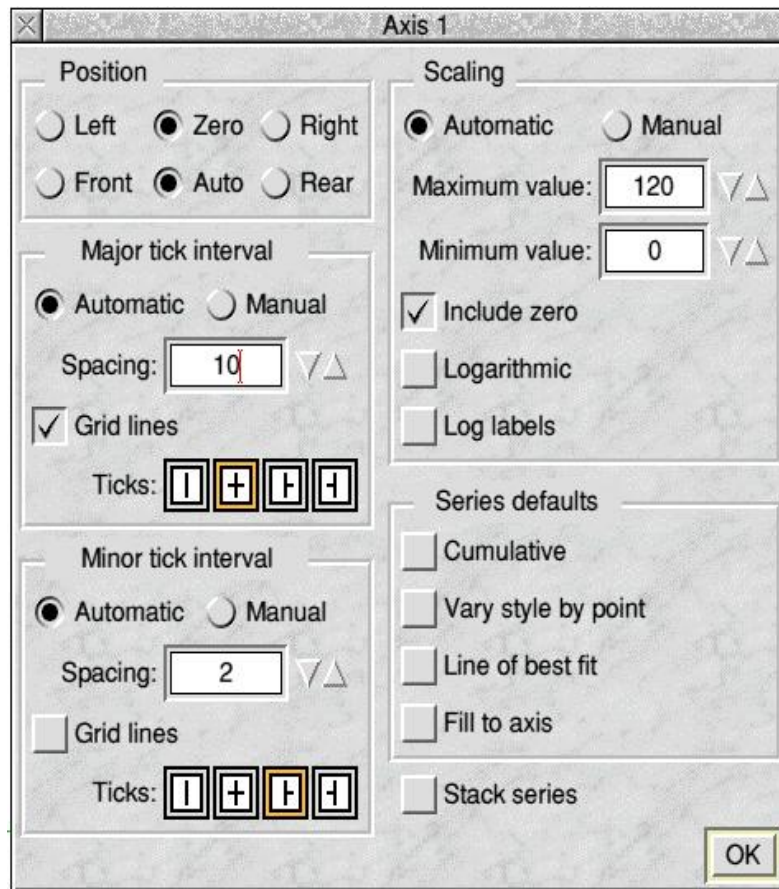 Axis 1
Position
Left Zero Right
Front Auto Rear
Major tick interval
Automatic Manual
Spacing: 10
Grid lines
Ticks:
Minor tick interval
Automatic Manual
Spacing: 2
Grid lines
Ticks:
Scaling
Automatic Manual
Maximum value: 120
Minimum value: 0
Include zero
Logarithmic
Log labels
Series defaults
Cumulative
Vary style by point
Line of best fit
Fill to axis
Stack series
OK